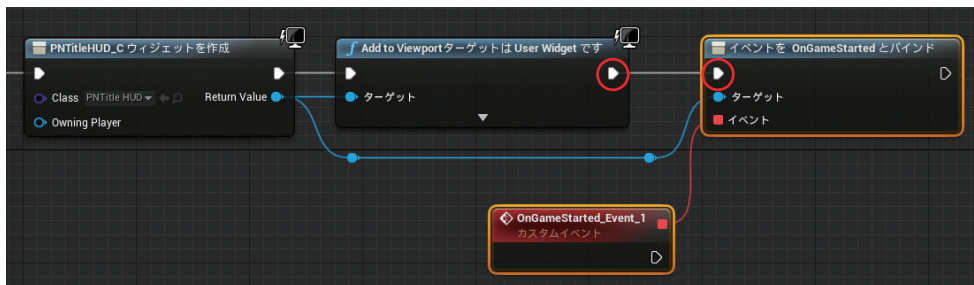 PNTitleHUD_C ウィジェットを作成
Class PNTitle HUD Return Value
Owning Player
f Add to Viewportターゲットは User Widget です
ターゲット
イベントを OnGameStarted とバインド
ターゲット
イベント
OnGameStarted_Event_1
カスタムイベント